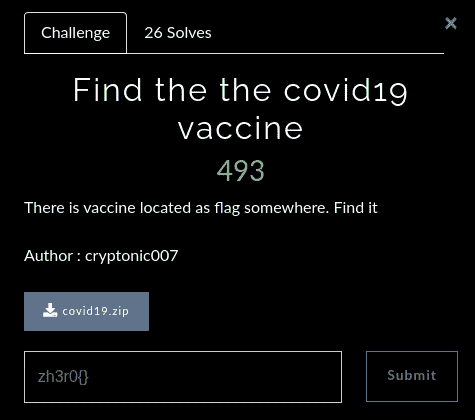 Challenge
26 Solves
×
Find the the covid19
vaccine
493
There is vaccine located as flag somewhere. Find it
Author : cryptonic007
covid19.zip
zh3r0{}
Submit